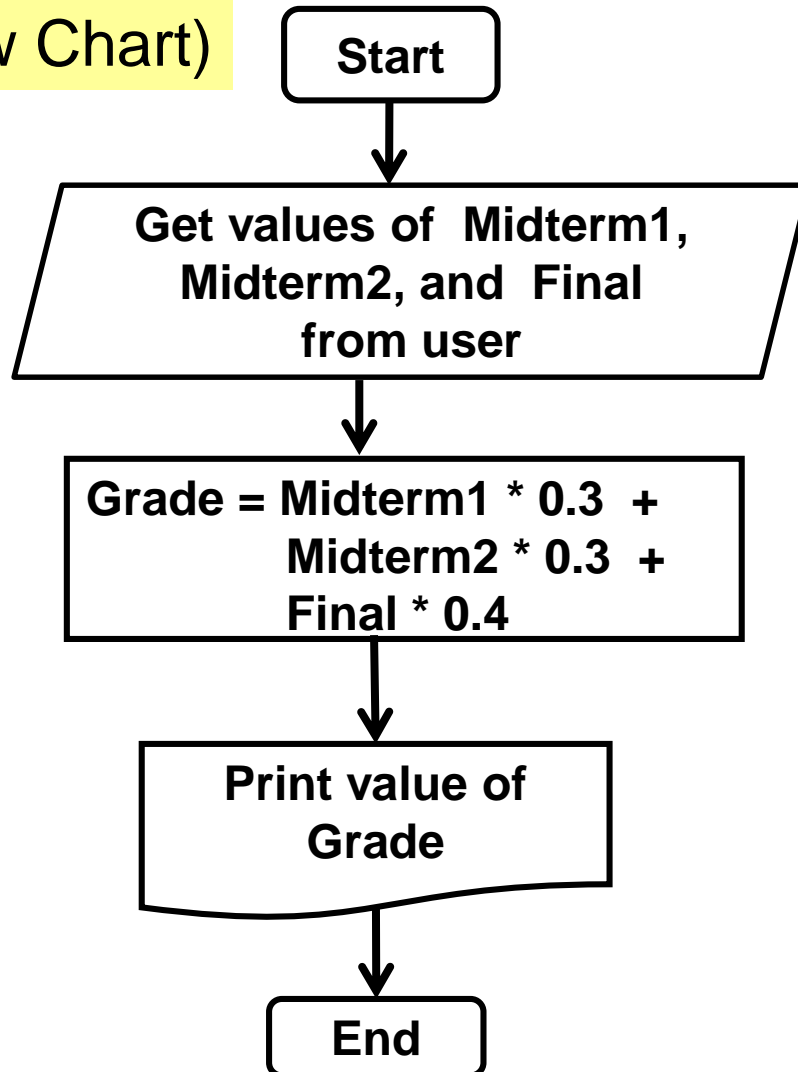 Chart)
Start
Get values of Midterm1,
Midterm2, and Final
from user
Grade = Midterm1 * 0.3 +
Midterm2 * 0.3 +
Final * 0.4
Print value of
Grade
End